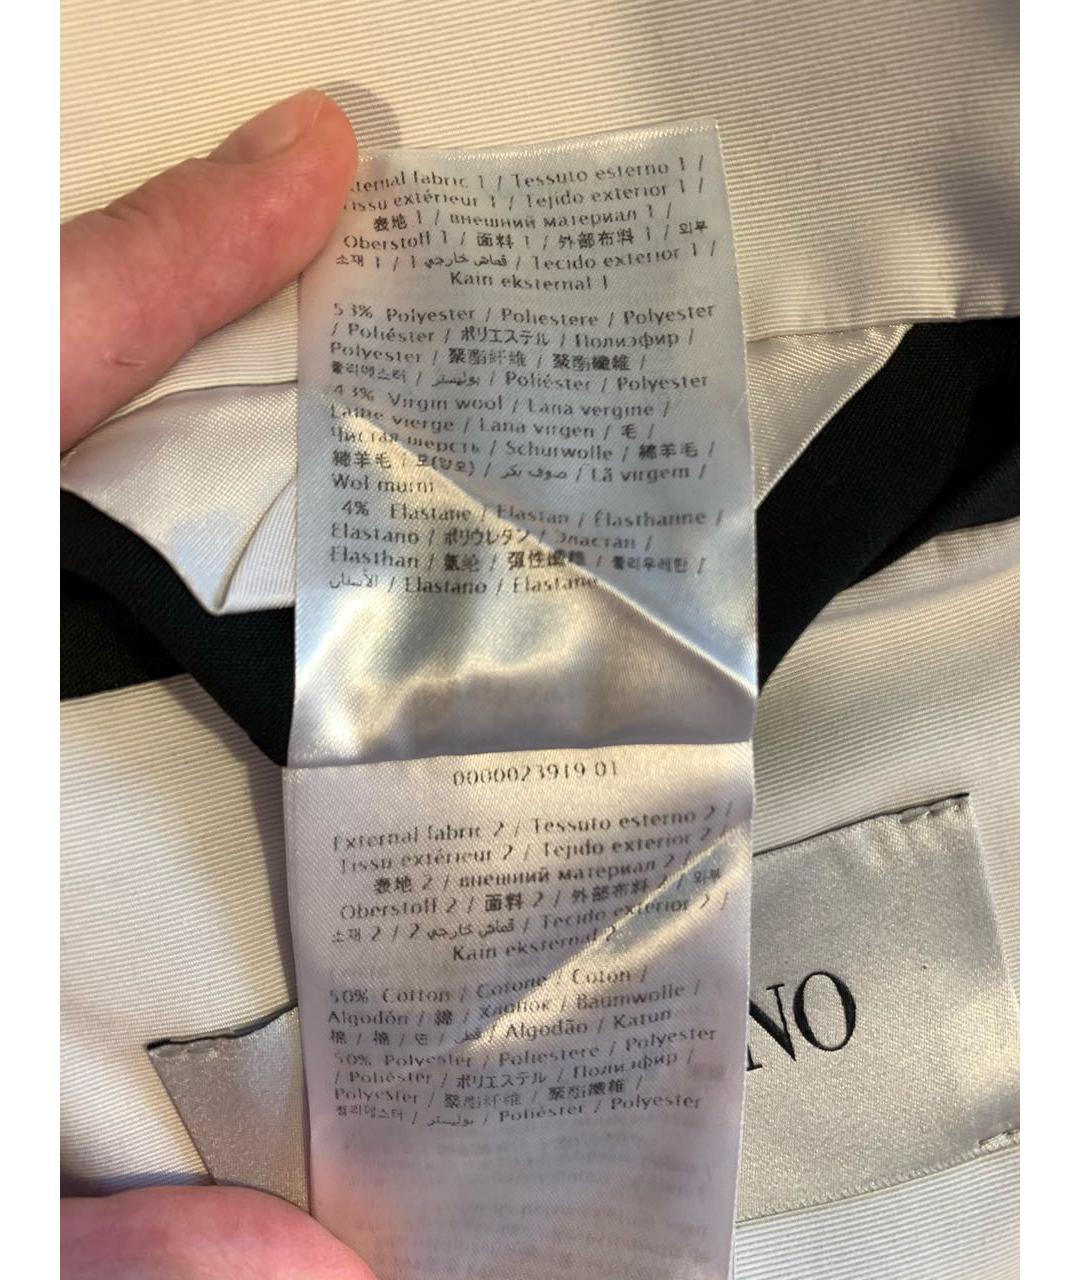 ternal fabric 1 / Tessuto esterno 1 /
issu extérieur 1 / Tejido exterior 1 /
表地 1 / внешний материал 1 /
Oberstoff 1 / 面料 1 / 外部布料 1 / 외부
소재 1 / 1 قماش خارجي / Tecido exterior 1 /
Kain eksternal 1
53% Polyester / Poliestere / Polyester
/ Poliéster / ポリエステル / Полиэфир /
Polyester / 聚酯纤维 / 聚酯纖維 /
폴리에스터 / بوليستر / Poliéster / Polyester
43% Virgin wool / Lana vergine /
Laine vierge / Lana virgen / 毛 /
Чистая шерсть / Schurwolle / 綿羊毛 /
綿羊毛 / 모(양모) / صوف بكر / Lã virgem /
Wol murni
4% Elastane / Elastan / Élasthanne /
Elastano / ポリウレタン / Эластан /
Elasthan / 氨纶 / 彈性纖維 / 폴리우레탄 /
الأستان / Elastano / Elastane
0000023919 01
External fabric 2 / Tessuto esterno 2 /
Tissu extérieur 2 / Tejido exterior 2 /
表地 2 / внешний материал 2 /
Oberstoff 2 / 面料 2 / 外部布料 2 / 외부
소재 2 / 2 قماش خارجي / Tecido exterior 2 /
Kain eksternal 2
50% Cotton / Cotone / Coton /
Algodón / 綿 / Хлопок / Baumwolle /
棉 / 棉 / 면 / قطن / Algodão / Katun
50% Polyester / Poliestere / Polyester
/ Poliéster / ポリエステル / Полиэфир /
Polyester / 聚酯纤维 / 聚酯纖維 /
폴리에스터 / بوليستر / Poliéster / Polyester
NO